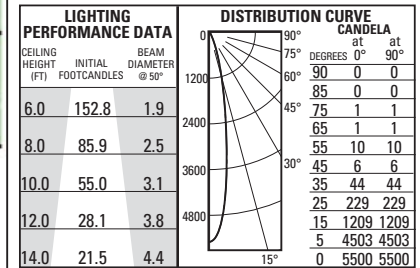 LIGHTING
PERFORMANCE DATA
CEILING HEIGHT (FT) INITIAL FOOTCANDLES BEAM DIAMETER @ 50°
6.0 152.8 1.9
8.0 85.9 2.5
10.0 55.0 3.1
12.0 28.1 3.8
14.0 21.5 4.4
DISTRIBUTION CURVE
0
1200
2400
3600
4800
90°
75°
60°
45°
30°
15°
CANDELA
at at
DEGREES 0° 90°
90 0 0
85 0 0
75 1 1
65 1 1
55 10 10
45 6 6
35 44 44
25 229 229
15 1209 1209
5 4503 4503
0 5500 5500